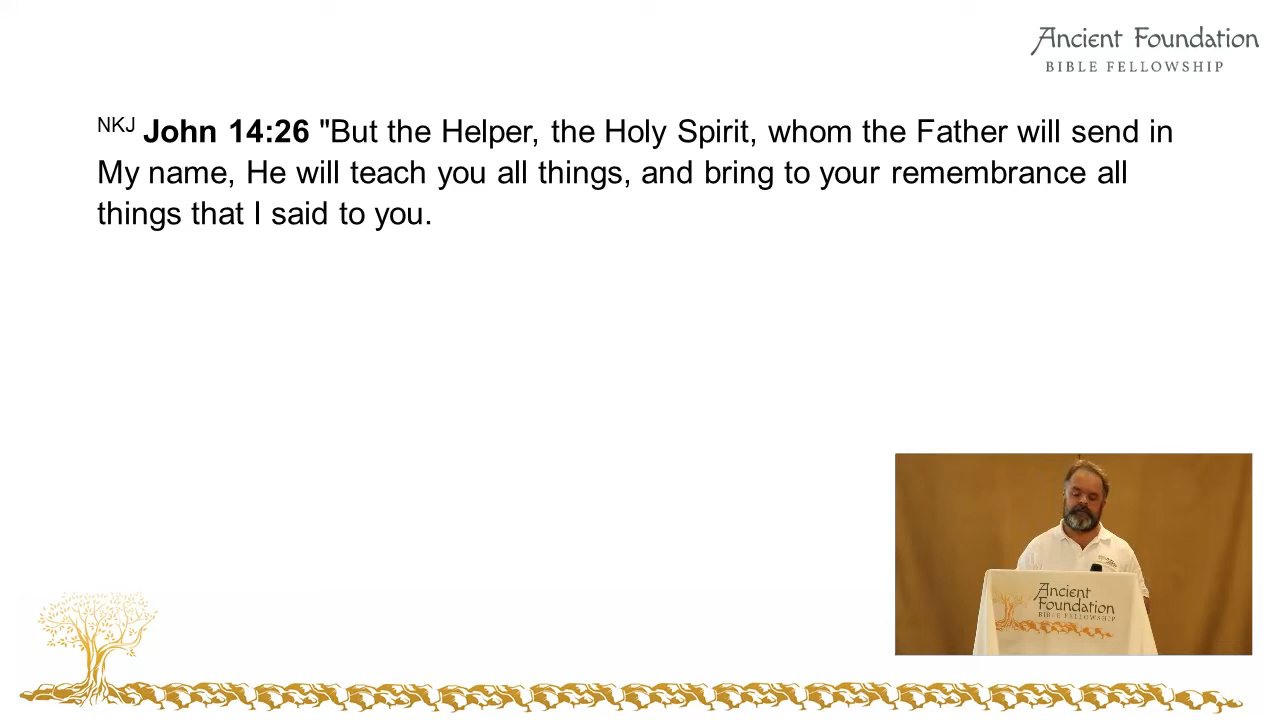 Ancient Foundation
BIBLE FELLOWSHIP
NKJ John 14:26 "But the Helper, the Holy Spirit, whom the Father will send in
My name, He will teach you all things, and bring to your remembrance all
things that I said to you.
Ancient
Foundation
BIBLE FELLOWSHIP